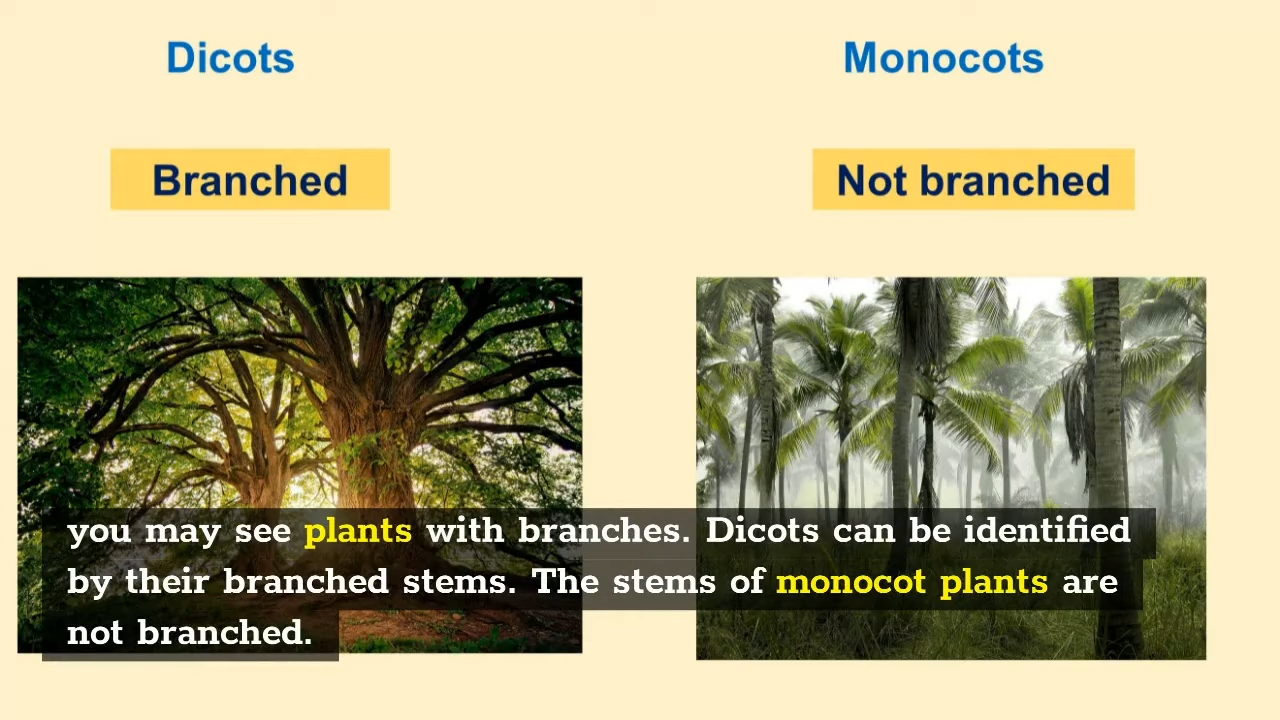 Dicots
Monocots
Branched
Not branched
you may see plants with branches. Dicots can be identified
by their branched stems. The stems of monocot plants are
not branched.